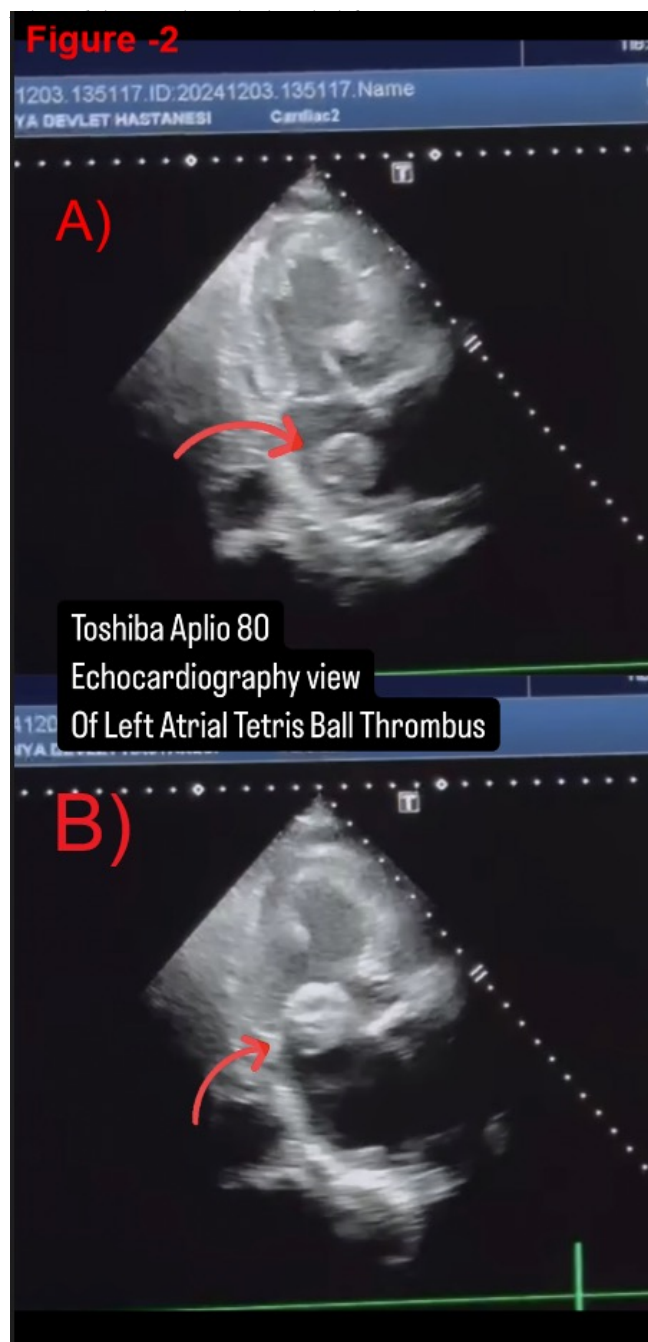 Figure -2
1203.135117.ID:20241203.135117.Name
YA DEVLET HASTANESI Cardiac2
A)
T
Toshiba Aplio 80
Echocardiography view
Of Left Atrial Tetris Ball Thrombus
B)
T